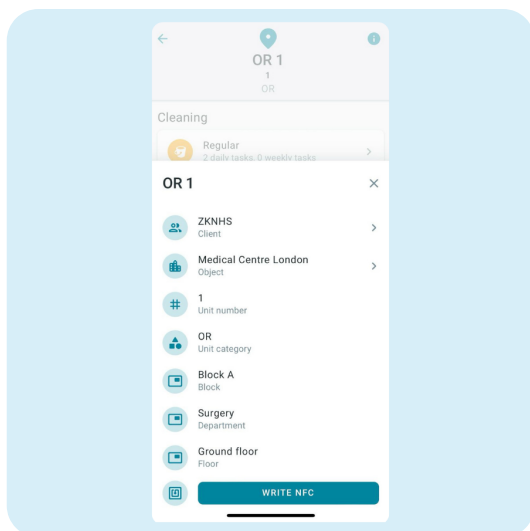 OR 1
1
OR
Cleaning
Regular
2 daily tasks, 0 weekly tasks
OR 1
ZKNHS
Client
Medical Centre London
Object
1
Unit number
OR
Unit category
Block A
Block
Surgery
Department
Ground floor
Floor
WRITE NFC